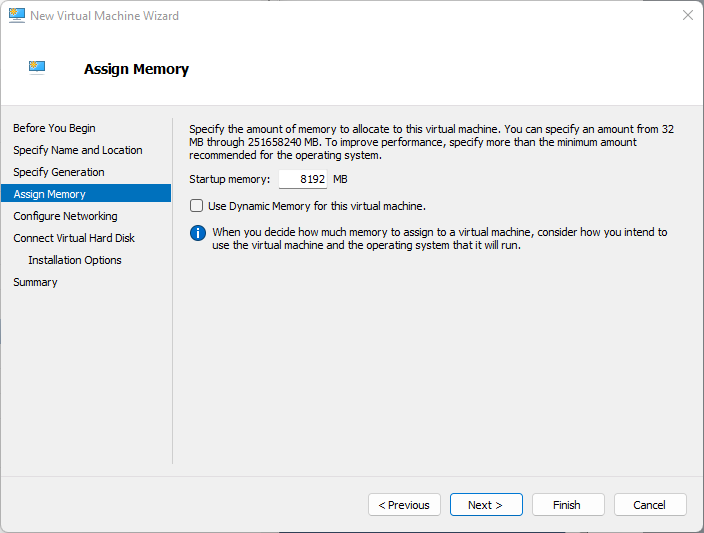 New Virtual Machine Wizard
Assign Memory
Before You Begin
Specify Name and Location
Specify Generation
Assign Memory
Configure Networking
Connect Virtual Hard Disk
Installation Options
Summary
Specify the amount of memory to allocate to this virtual machine. You can specify an amount from 32
MB through 251658240 MB. To improve performance, specify more than the minimum amount
recommended for the operating system.
Startup memory: 8192 MB
Use Dynamic Memory for this virtual machine.
When you decide how much memory to assign to a virtual machine, consider how you intend to
use the virtual machine and the operating system that it will run.
< Previous Next > Finish Cancel